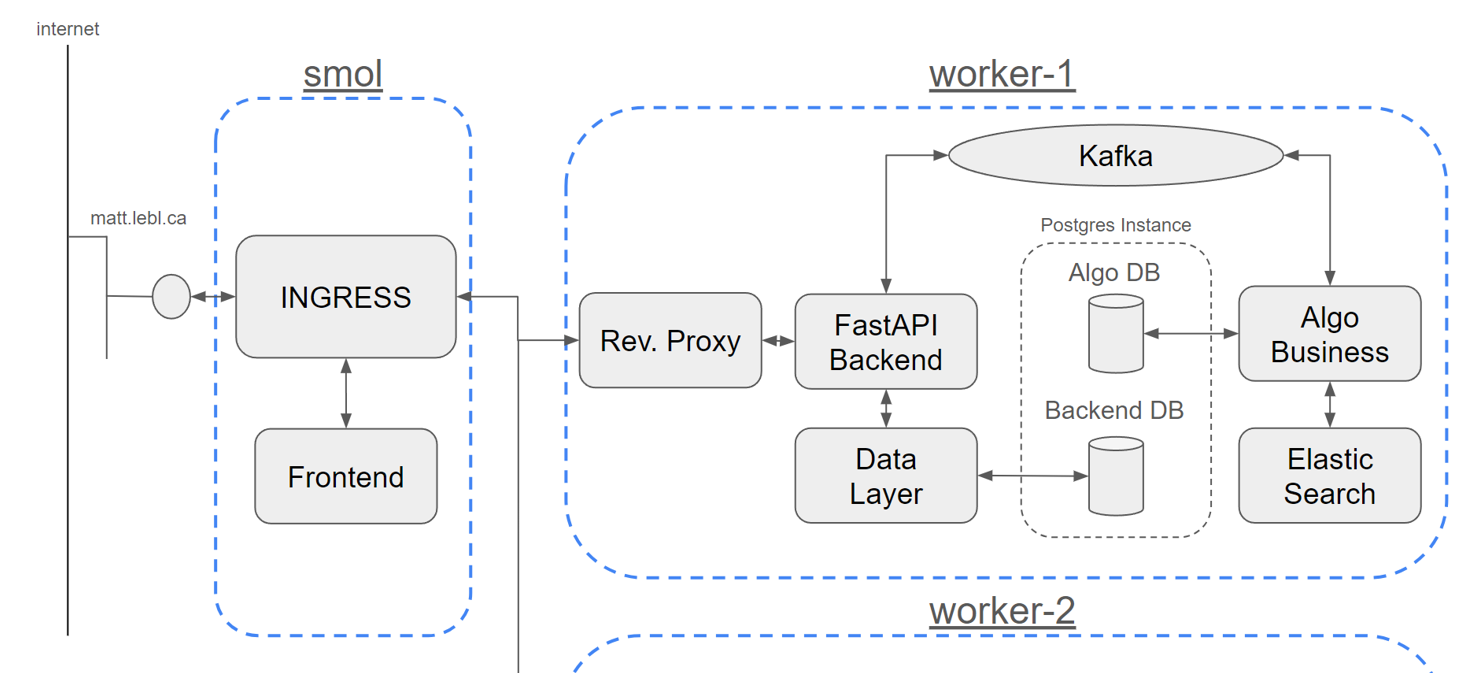 internet
smol
worker-1
Kafka
matt.lebl.ca
Postgres Instance
Algo DB
INGRESS
Rev. Proxy
FastAPI
Backend
Algo
Business
Backend DB
Frontend
Data
Layer
Elastic
Search
worker-2